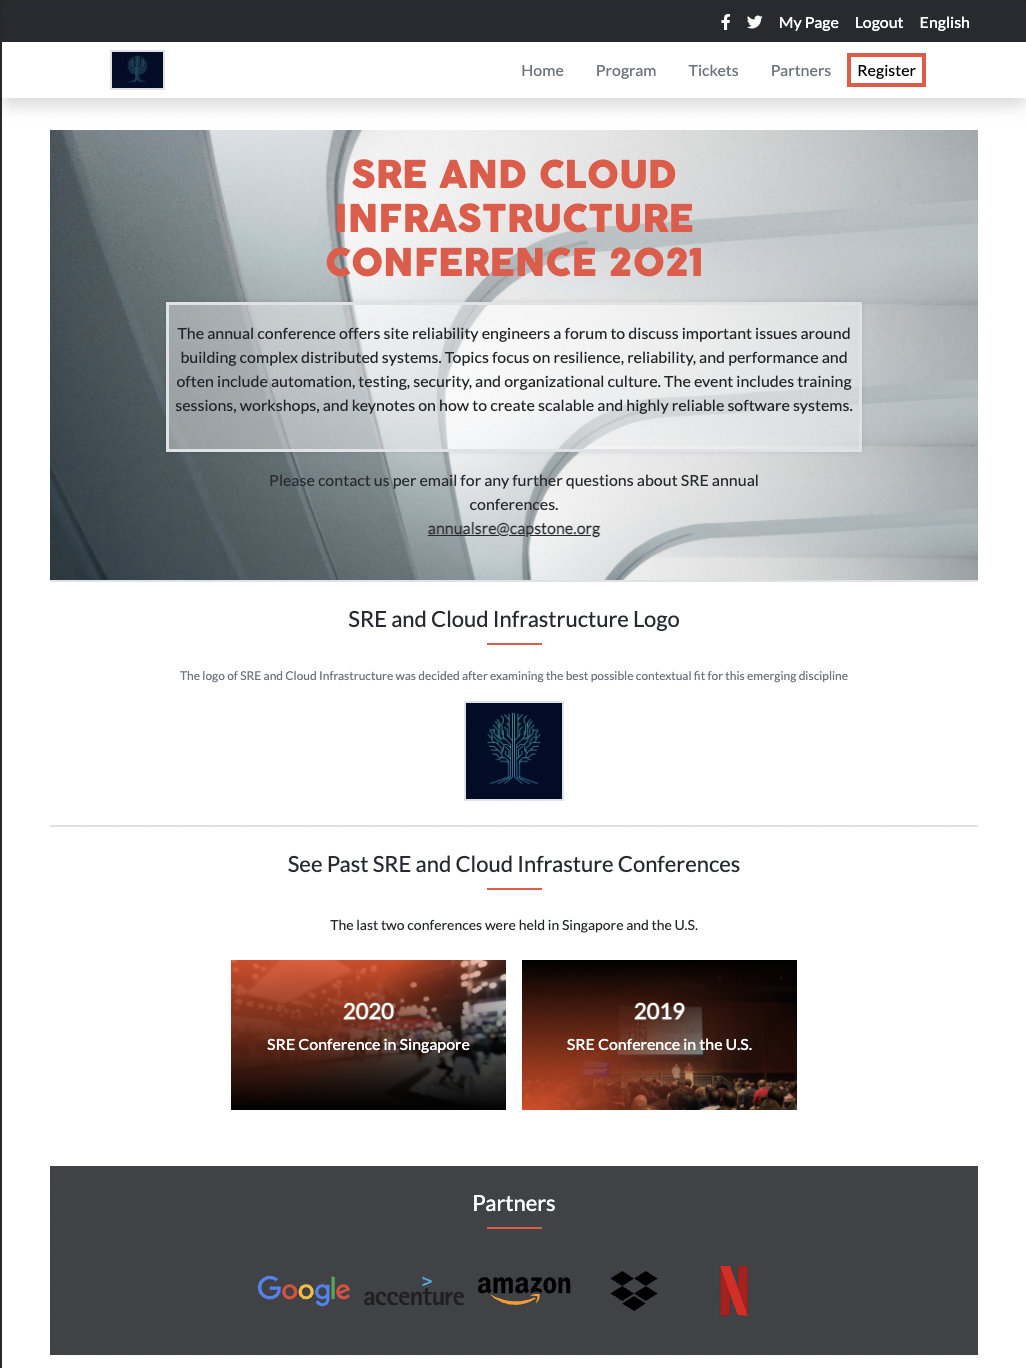 My Page Logout English
Home Program Tickets Partners Register
SRE AND CLOUD
INFRASTRUCTURE
CONFERENCE 2021
The annual conference offers site reliability engineers a forum to discuss important issues around
building complex distributed systems. Topics focus on resilience, reliability, and performance and
often include automation, testing, security, and organizational culture. The event includes training
sessions, workshops, and keynotes on how to create scalable and highly reliable software systems.
Please contact us per email for any further questions about SRE annual
conferences.
annualsre@capstone.org
SRE and Cloud Infrastructure Logo
The logo of SRE and Cloud Infrastructure was decided after examining the best possible contextual fit for this emerging discipline
See Past SRE and Cloud Infrasture Conferences
The last two conferences were held in Singapore and the U.S.
2020
SRE Conference in Singapore
2019
SRE Conference in the U.S.
Partners
Google accenture amazon